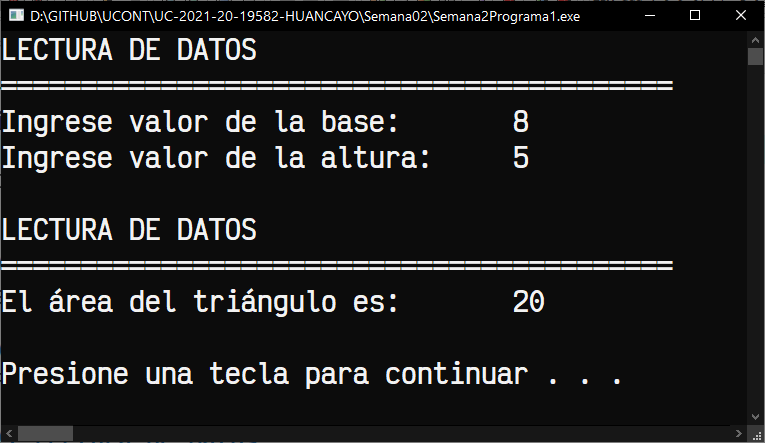 D:\GITHUB\UCONT\UC-2021-20-19582-HUANCAYO\Semana02\Semana2Programa1.exe
LECTURA DE DATOS
==========================================
Ingrese valor de la base: 8
Ingrese valor de la altura: 5
LECTURA DE DATOS
==========================================
El área del triángulo es: 20
Presione una tecla para continuar . . .